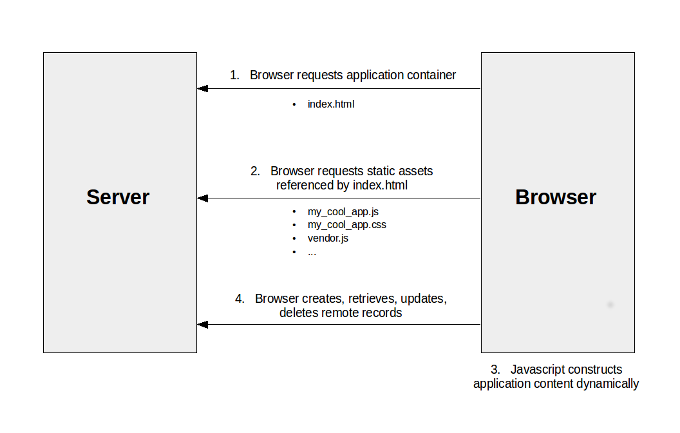 1. Browser requests application container
• index.html
2. Browser requests static assets
referenced by index.html
Server
Browser
• my_cool_app.js
• my_cool_app.css
• vendor.js
• ...
4. Browser creates, retrieves, updates,
deletes remote records
3. Javascript constructs
application content dynamically